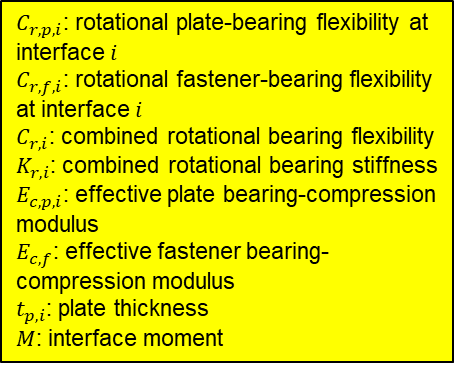 C_{r,p,i}: rotational plate-bearing flexibility at
interface i
C_{r,f,i}: rotational fastener-bearing flexibility
at interface i
C_{r,i}: combined rotational bearing flexibility
K_{r,i}: combined rotational bearing stiffness
E_{c,p,i}: effective plate bearing-compression
modulus
E_{c,f}: effective fastener bearing-
compression modulus
t_{p,i}: plate thickness
M: interface moment